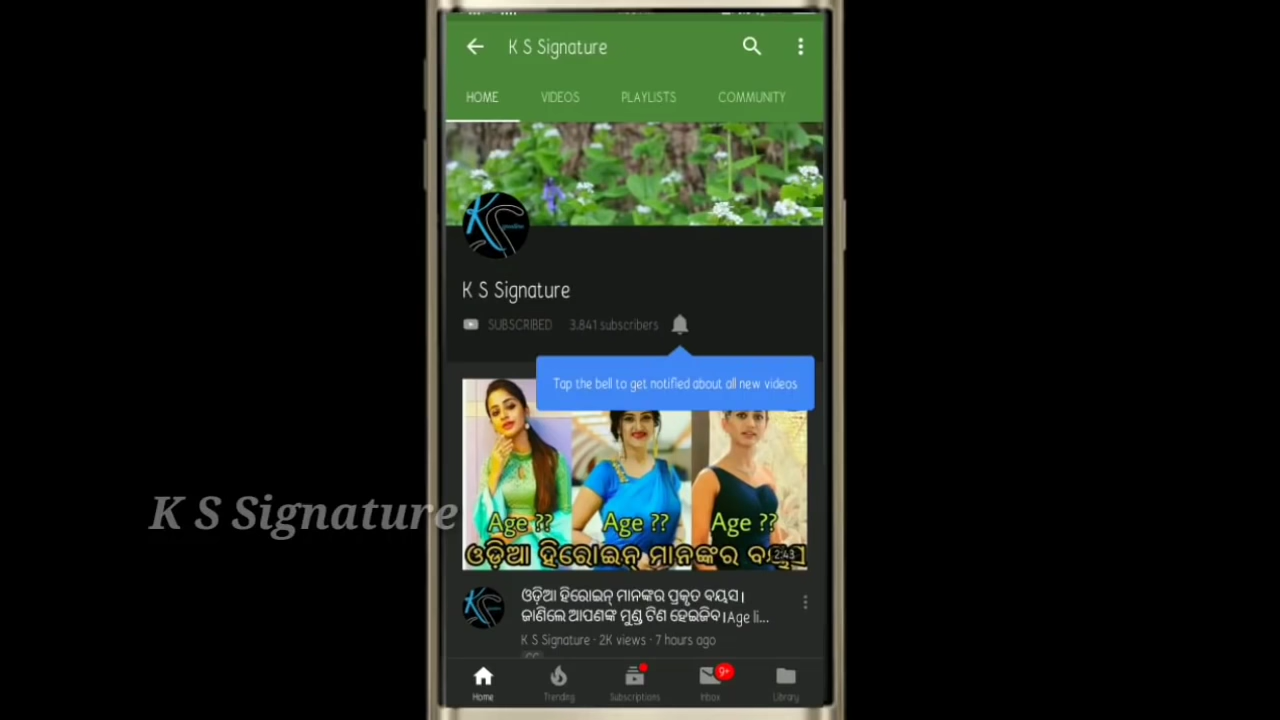 K S Signature
HOME VIDEOS PLAYLISTS COMMUNITY
K S Signature
SUBSCRIBED 3,841 subscribers
Tap the bell to get notified about all new videos
Age ?? Age ?? Age ??
ଓଡ଼ିଆ ହିରୋଇନ୍ ମାନଙ୍କର
2:43
K S Signature
ଓଡ଼ିଆ ହିରୋଇନ୍ ମାନଙ୍କର ପ୍ରକୃତ ବୟସ।
ଜାଣିଲେ ଆପଣଙ୍କ ମୁଣ୍ଡ ଟିଣ ହେଇଜିବ।Age li...
K S Signature · 2K views · 7 hours ago
CC
9+
Home Trending Subscriptions Inbox Library